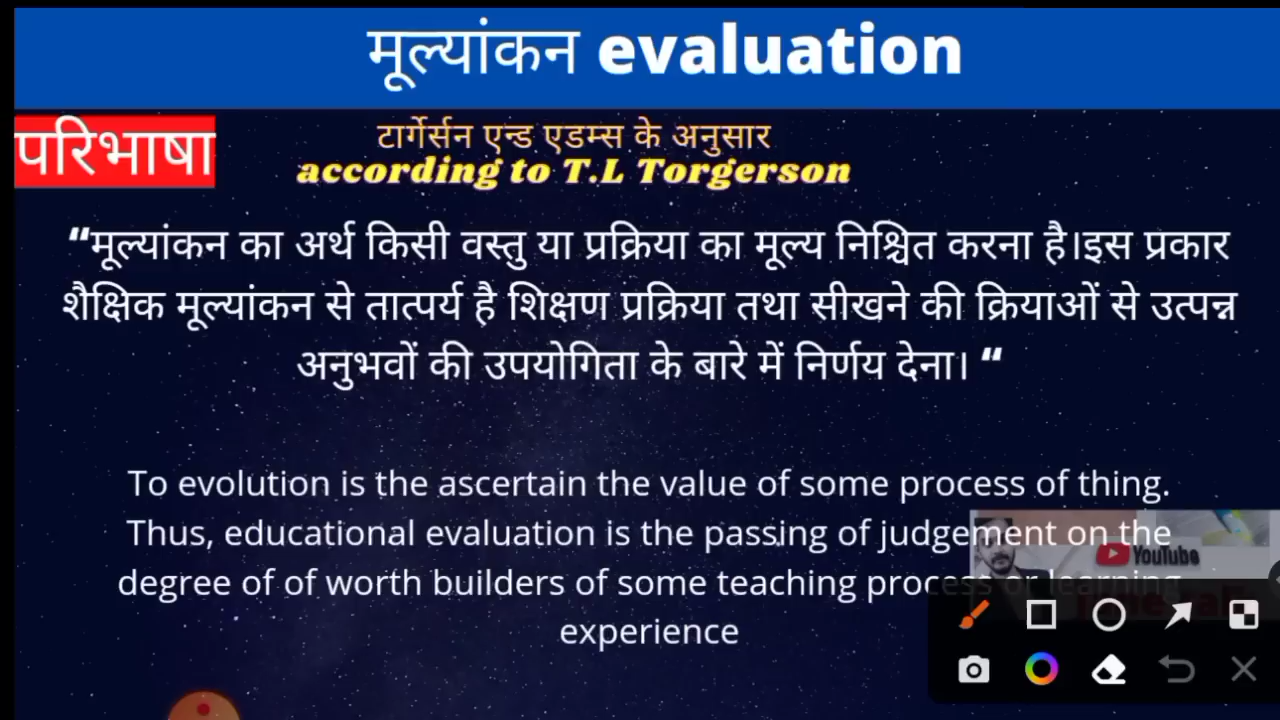 मूल्यांकन evaluation
परिभाषा
टार्गेर्सन एन्ड एडम्स के अनुसार
according to T.L Torgerson
“मूल्यांकन का अर्थ किसी वस्तु या प्रक्रिया का मूल्य निश्चित करना है।इस प्रकार
शैक्षिक मूल्यांकन से तात्पर्य है शिक्षण प्रक्रिया तथा सीखने की क्रियाओं से उत्पन्न
अनुभवों की उपयोगिता के बारे में निर्णय देना। “
To evolution is the ascertain the value of some process of thing.
Thus, educational evaluation is the passing of judgement on the
degree of of worth builders of some teaching process or learning
experience
YouTube